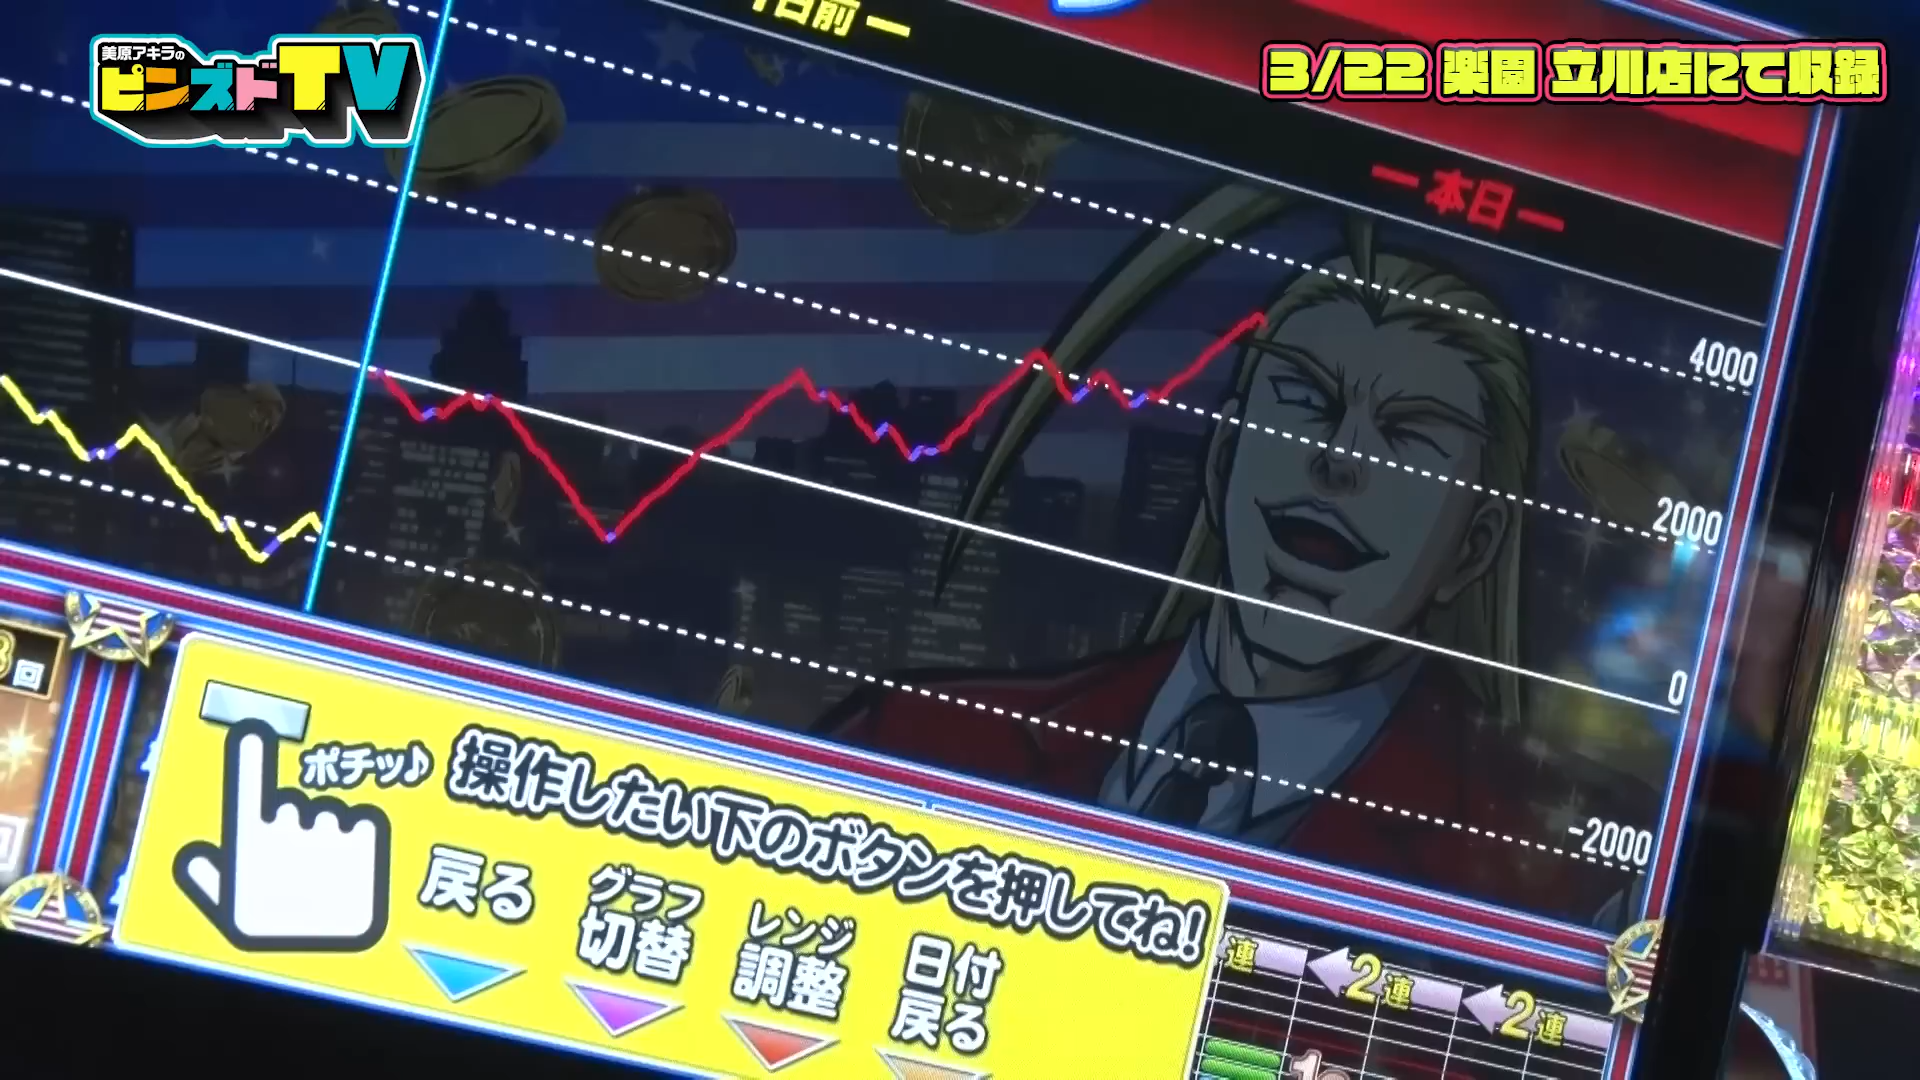 美原アキラの
ピンズドTV
3/22 楽園 立川店にて収録
日前 ー
ー 本日 ー
4000
2000
0
-2000
回
ポチッ♪
操作したい下のボタンを押してね!
戻る
グラフ
切替
レンジ
調整
日付
戻る
連
2連
2連